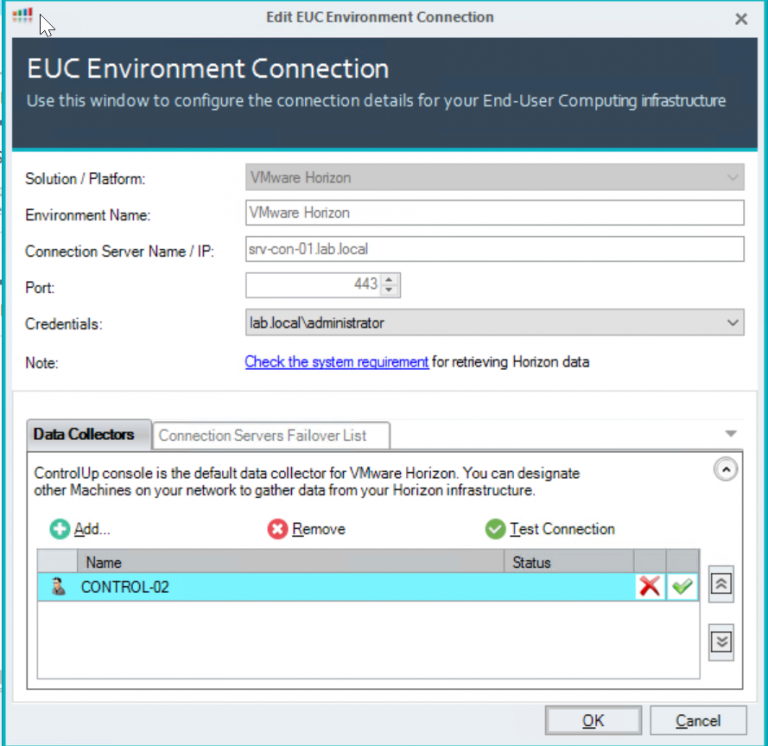 Edit EUC Environment Connection
EUC Environment Connection
Use this window to configure the connection details for your End-User Computing infrastructure
Solution / Platform:
VMware Horizon
Environment Name:
VMware Horizon
Connection Server Name / IP:
srv-con-01.lab.local
Port:
443
Credentials:
lab.local\administrator
Note:
Check the system requirement for retrieving Horizon data
Data Collectors
Connection Servers Failover List
ControlUp console is the default data collector for VMware Horizon. You can designate
other Machines on your network to gather data from your Horizon infrastructure.
Add...
Remove
Test Connection
Name
Status
CONTROL-02
OK
Cancel